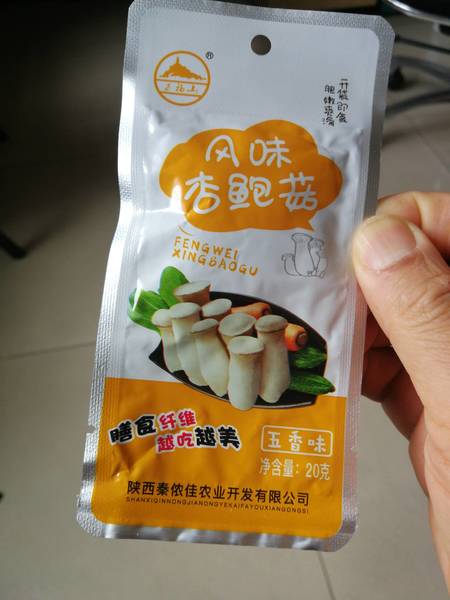 ®
开袋即食
风味
杏鲍菇
FENGWEI
XINGBAOGU
膳食纤维
越吃越美
五香味
净含量：20克
陕西秦侬佳农业开发有限公司
SHANXIQINNONGJIANONGYEKAIFAYOUXIANGONGSI